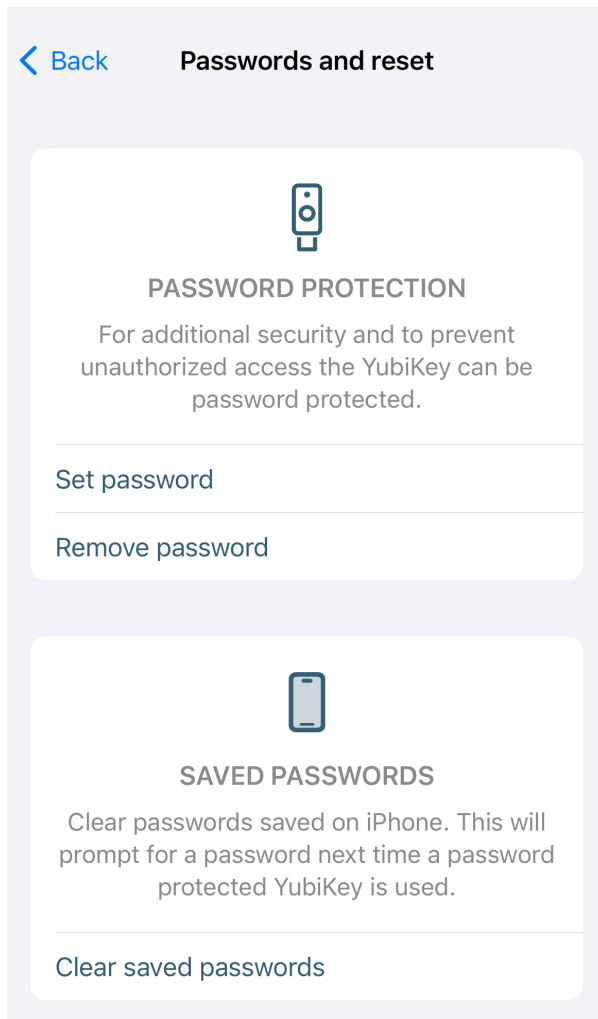 Back
Passwords and reset
PASSWORD PROTECTION
For additional security and to prevent
unauthorized access the YubiKey can be
password protected.
Set password
Remove password
SAVED PASSWORDS
Clear passwords saved on iPhone. This will
prompt for a password next time a password
protected YubiKey is used.
Clear saved passwords